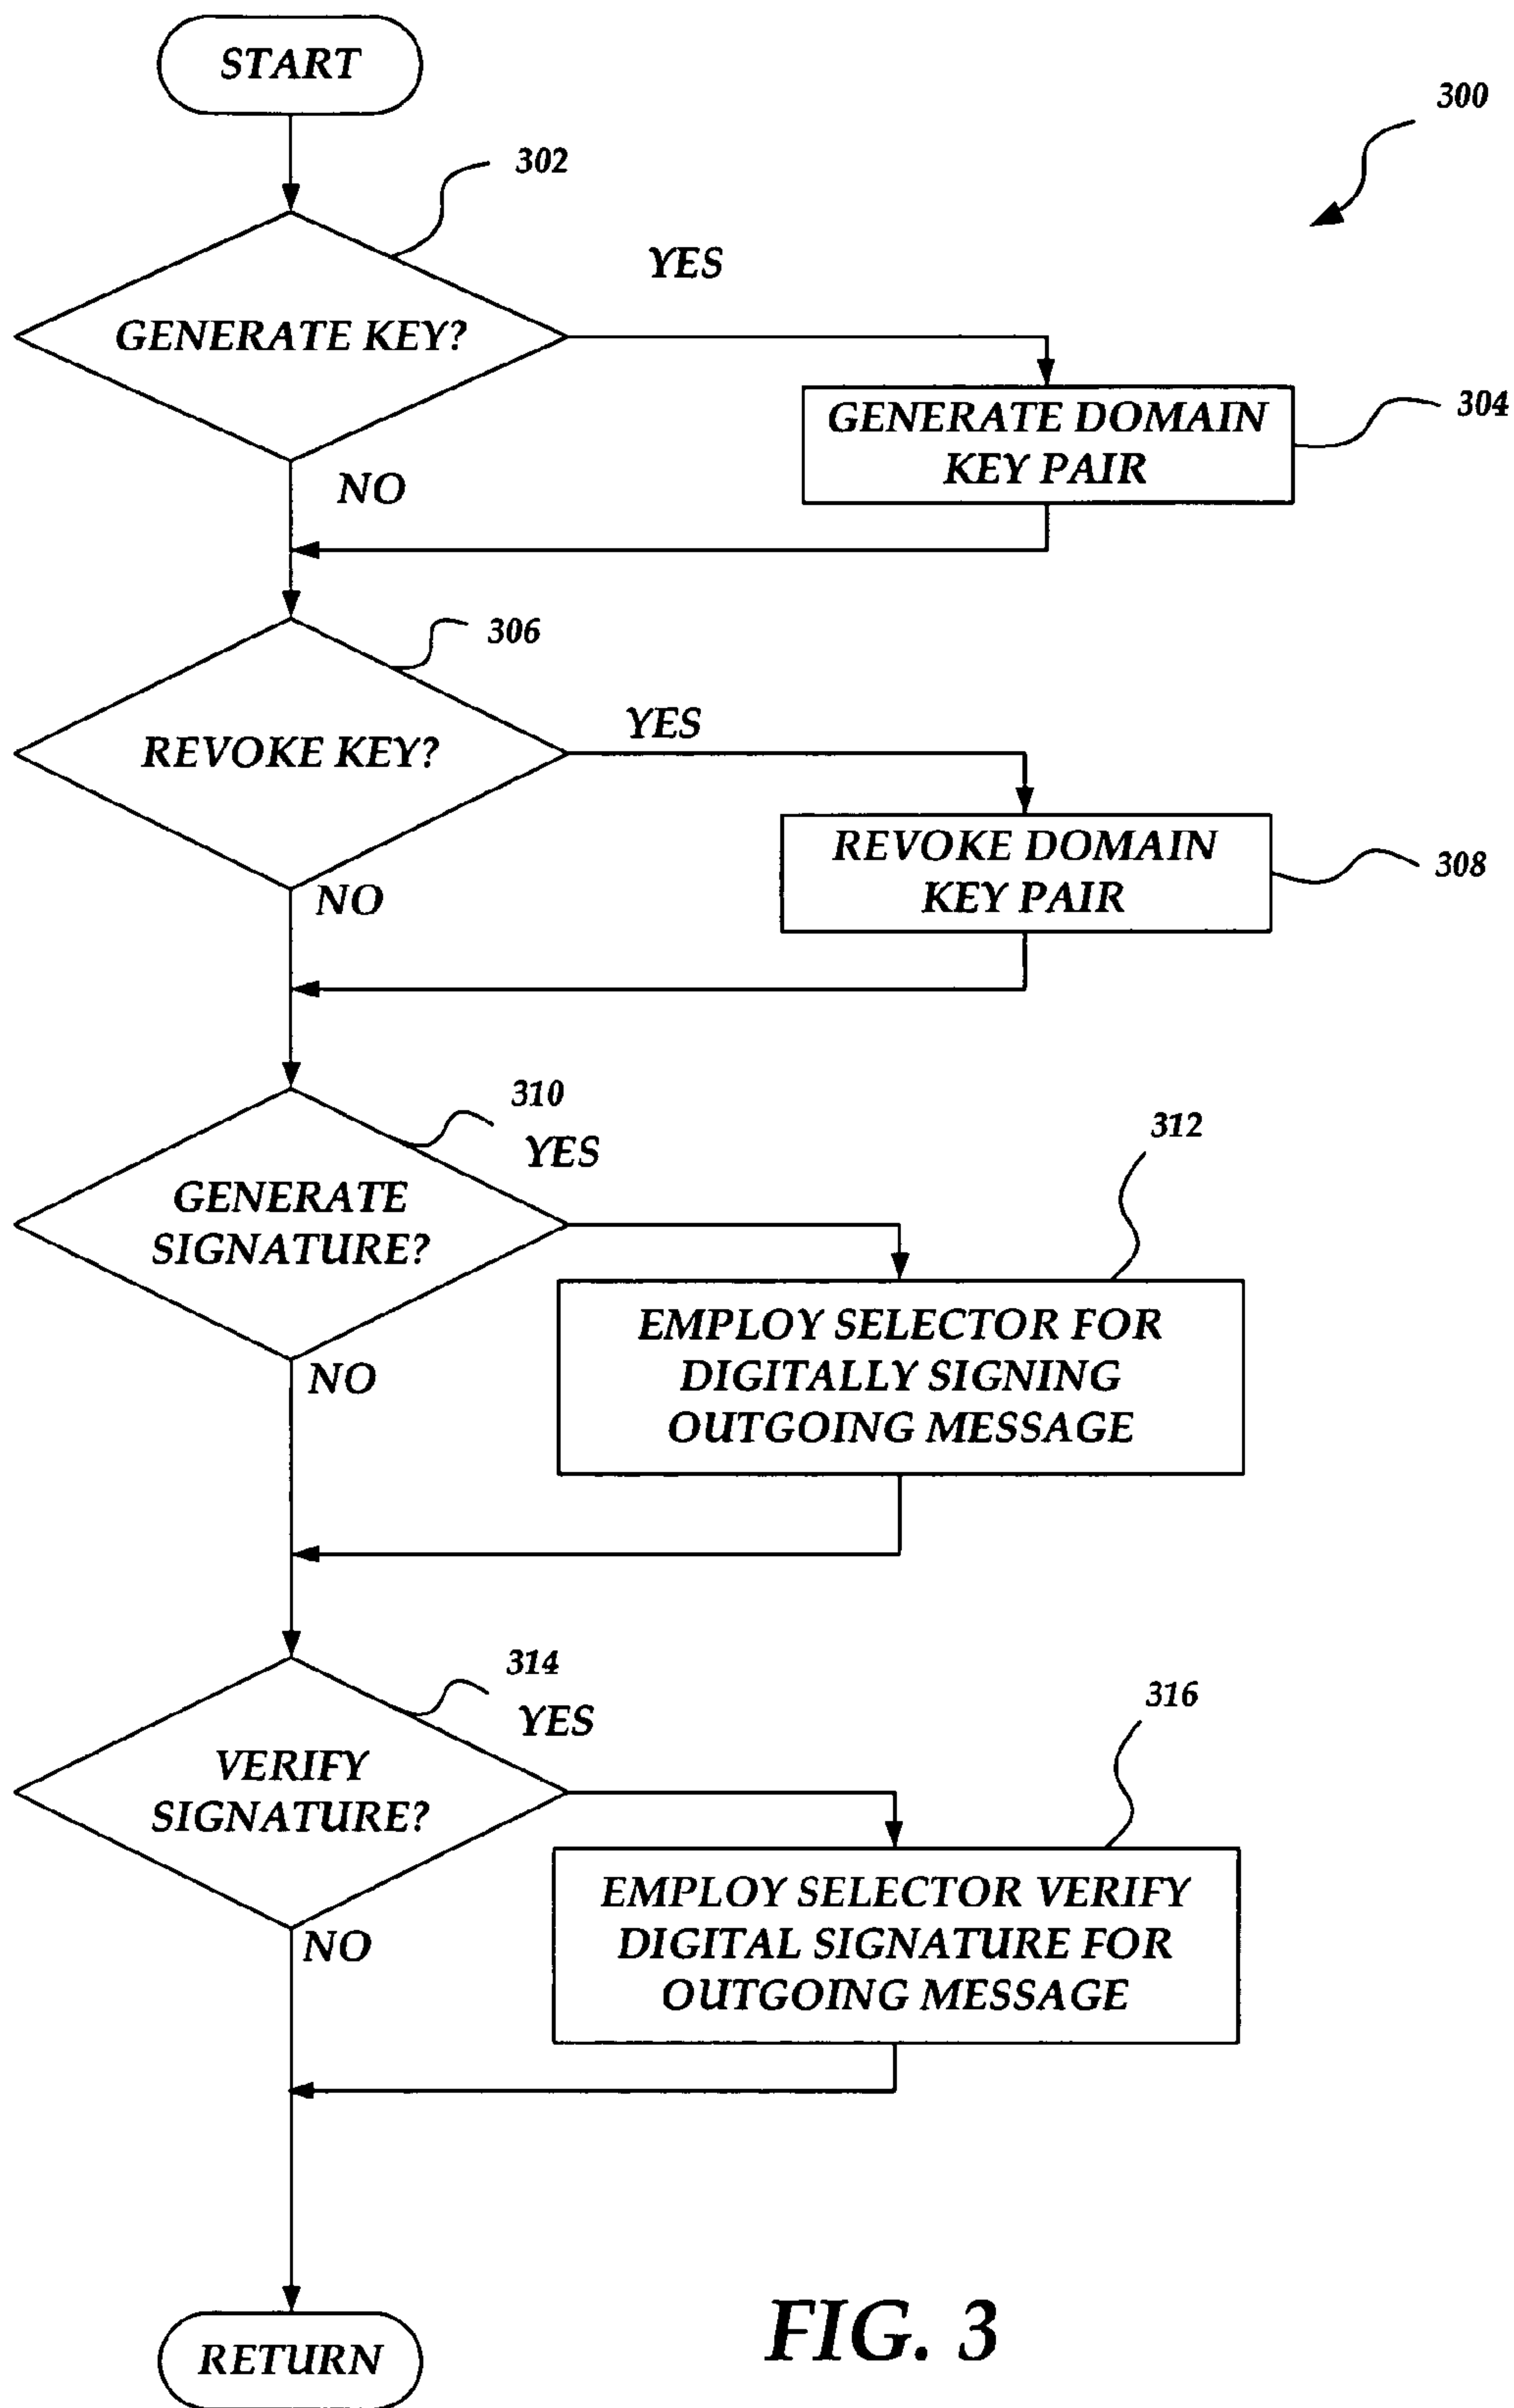 START
300
302
YES
GENERATE KEY?
GENERATE DOMAIN
KEY PAIR
304
NO
306
YES
REVOKE KEY?
REVOKE DOMAIN
KEY PAIR
308
NO
310
YES
312
GENERATE
SIGNATURE?
EMPLOY SELECTOR FOR
DIGITALLY SIGNING
OUTGOING MESSAGE
NO
314
YES
316
VERIFY
SIGNATURE?
EMPLOY SELECTOR VERIFY
DIGITAL SIGNATURE FOR
OUTGOING MESSAGE
NO
RETURN
FIG. 3